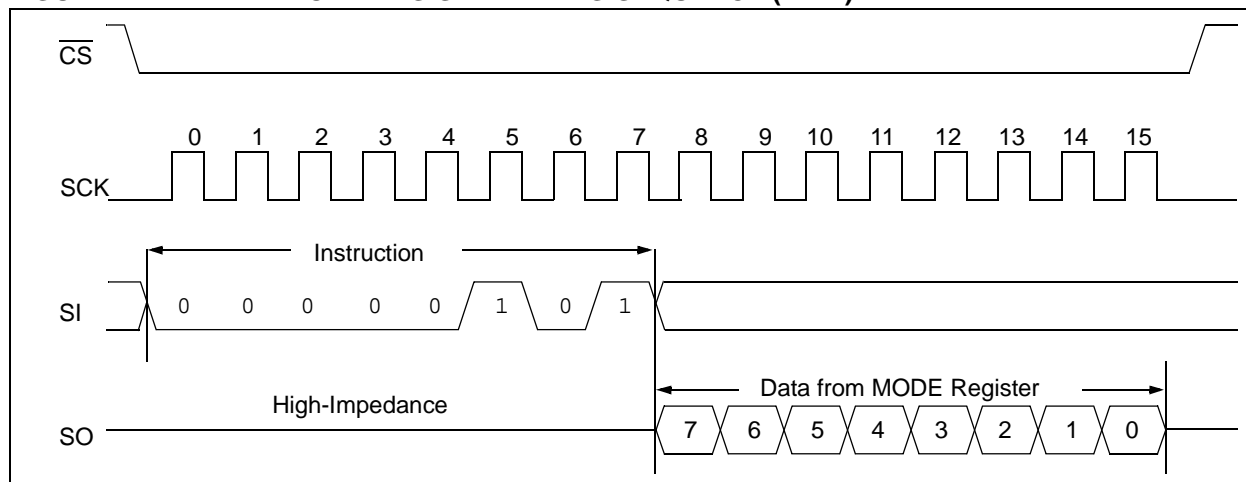 CS
0 1 2 3 4 5 6 7 8 9 10 11 12 13 14 15
SCK
Instruction
SI 0 0 0 0 0 1 0 1
Data from MODE Register
High-Impedance
SO 7 6 5 4 3 2 1 0